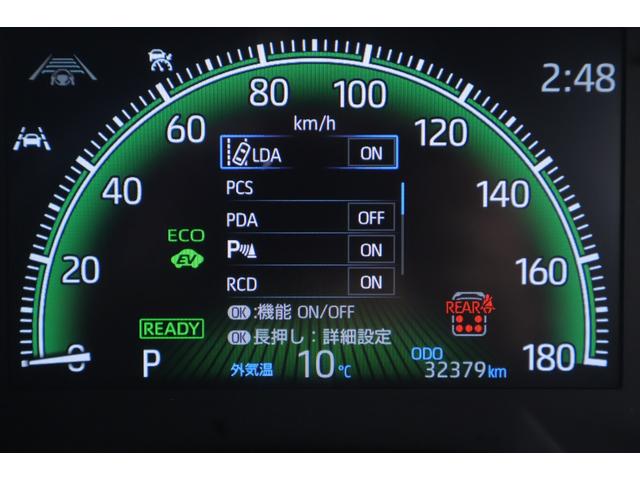 2:48
80 100
km/h
60 120
LDA ON
40 140
PCS
PDA OFF
ECO
EV
P ON
20 160
RCD ON
REAR
OK:機能 ON/OFF
READY
OK 長押し:詳細設定
0 180
P
外気温 10℃
ODO
32379km